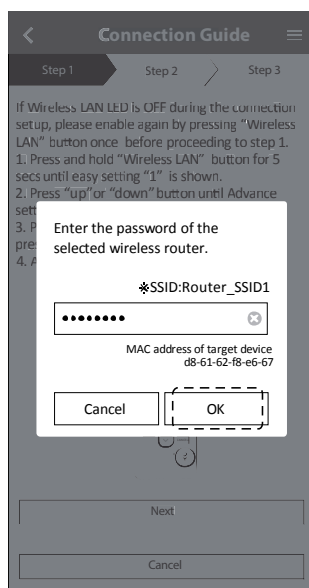 Connection Guide
Step 1
Step 2
Step 3
If Wireless LAN LED is OFF during the connection
setup, please enable again by pressing “Wireless
LAN” button once before proceeding to step 1.
1. Press and hold “Wireless LAN” button for 5
secs until easy setting “1” is shown.
2. Press “up” or “down” button until Advance
3.
4.
Enter the password of the
selected wireless router.
※SSID:Router_SSID1
••••••••
MAC address of target device
d8-61-62-f8-e6-67
Cancel
OK
Next
Cancel